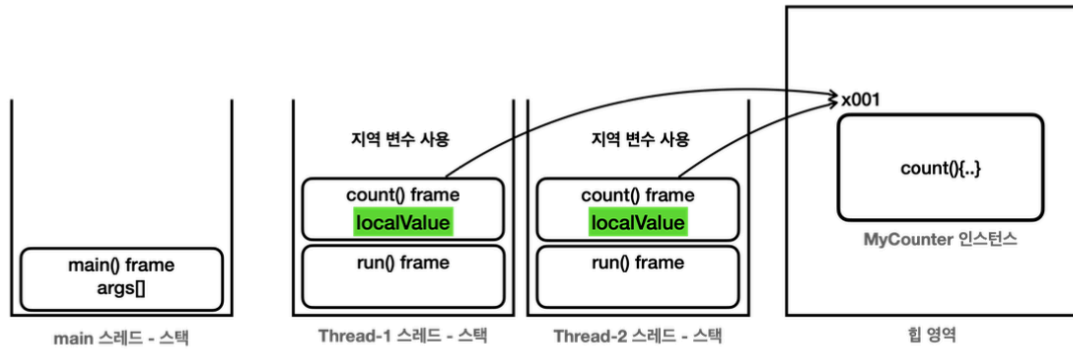 main() frame
args[]
main 스레드 - 스택
지역 변수 사용
count() frame
localValue
run() frame
Thread-1 스레드 - 스택
지역 변수 사용
count() frame
localValue
run() frame
Thread-2 스레드 - 스택
x001
count(){..}
MyCounter 인스턴스
힙 영역